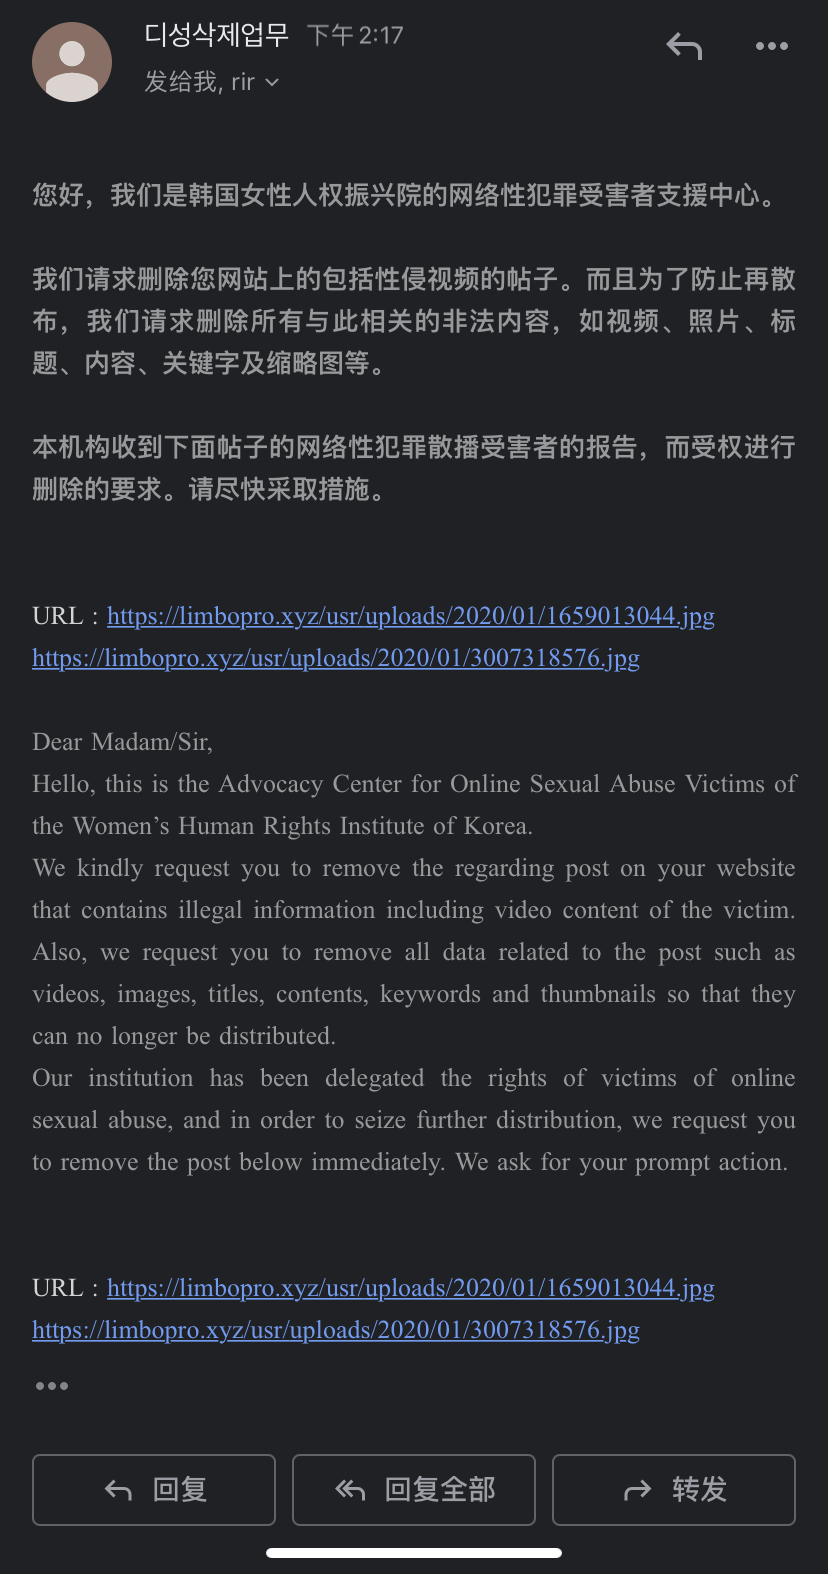 디성삭제업무 下午 2:17
发给我, rir
您好，我们是韩国女性人权振兴院的网络性犯罪受害者支援中心。
我们请求删除您网站上的包括性侵视频的帖子。而且为了防止再散
布，我们请求删除所有与此相关的非法内容，如视频、照片、标
题、内容、关键字及缩略图等。
本机构收到下面帖子的网络性犯罪散播受害者的报告，而受权进行
删除的要求。请尽快采取措施。
URL : https://limbopro.xyz/usr/uploads/2020/01/1659013044.jpg
https://limbopro.xyz/usr/uploads/2020/01/3007318576.jpg
Dear Madam/Sir,
Hello, this is the Advocacy Center for Online Sexual Abuse Victims of
the Women’s Human Rights Institute of Korea.
We kindly request you to remove the regarding post on your website
that contains illegal information including video content of the victim.
Also, we request you to remove all data related to the post such as
videos, images, titles, contents, keywords and thumbnails so that they
can no longer be distributed.
Our institution has been delegated the rights of victims of online
sexual abuse, and in order to seize further distribution, we request you
to remove the post below immediately. We ask for your prompt action.
URL : https://limbopro.xyz/usr/uploads/2020/01/1659013044.jpg
https://limbopro.xyz/usr/uploads/2020/01/3007318576.jpg
回复 回复全部 转发